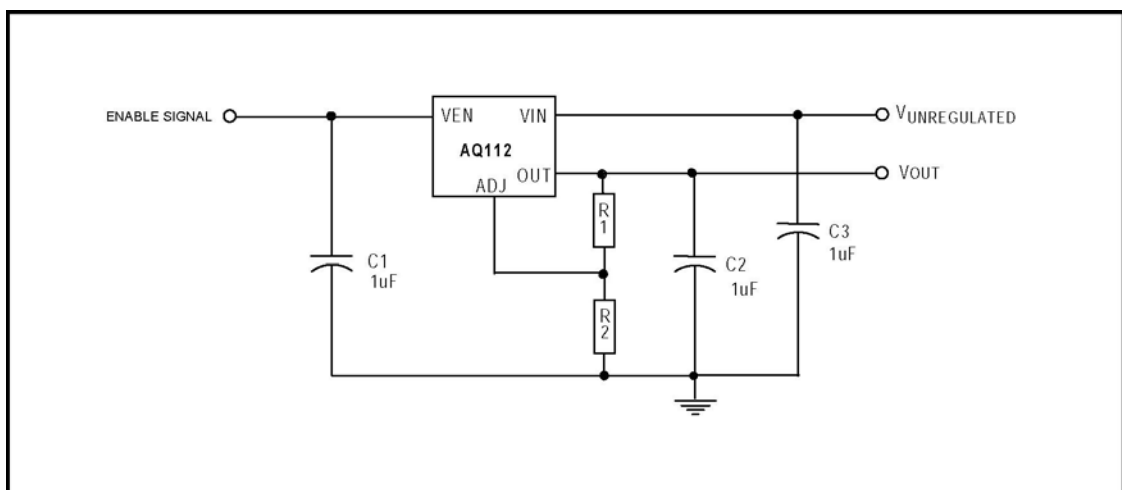 ENABLE SIGNAL
VEN VIN
VUNREGULATED
AQ112
OUT
VOUT
ADJ
R1
C1
1uF
R2
C2
1uF
C3
1uF